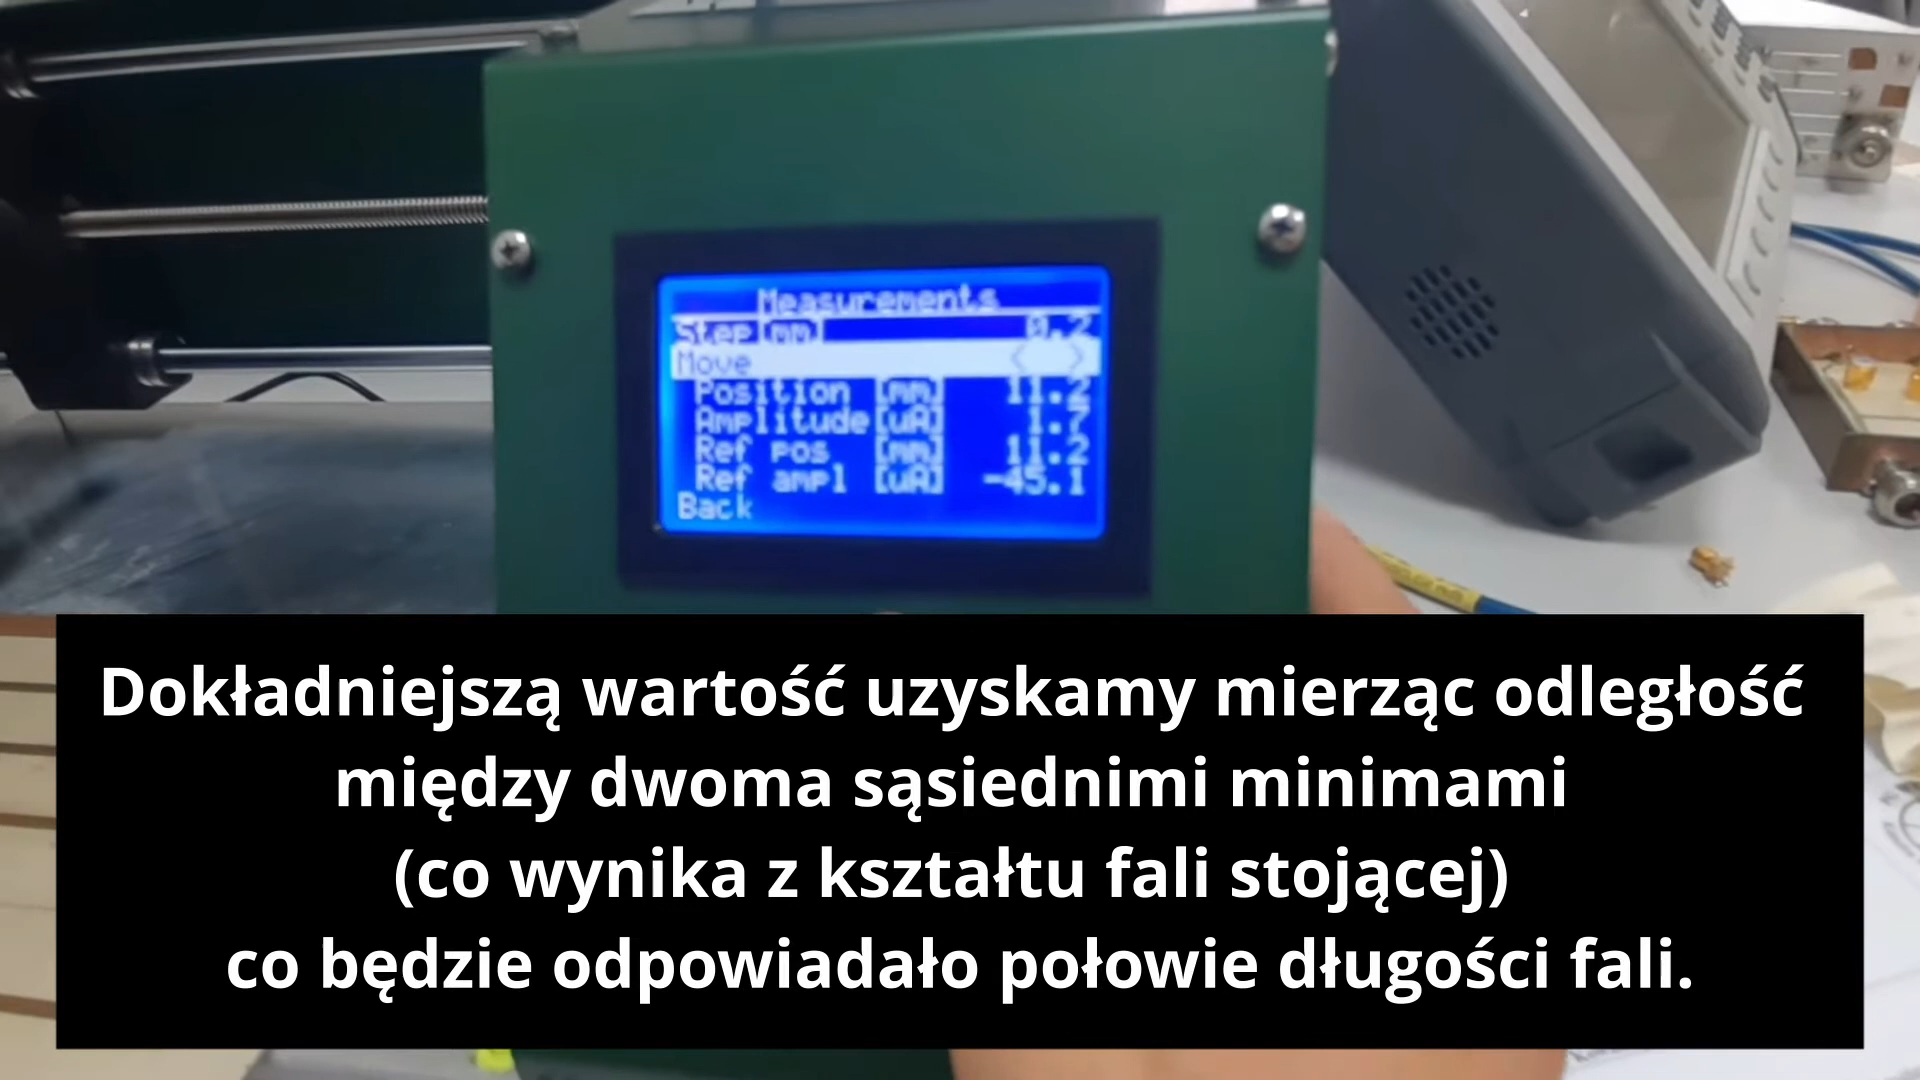 Measurements
Step [mm] 0.2
Move < >
Position [mm] 11.2
Amplitude[uA] 1.7
Ref pos [mm] 11.2
Ref ampl [uA] -45.1
Back
Dokładniejszą wartość uzyskamy mierząc odległość
między dwoma sąsiednimi minimami
(co wynika z kształtu fali stojącej)
co będzie odpowiadało połowie długości fali.